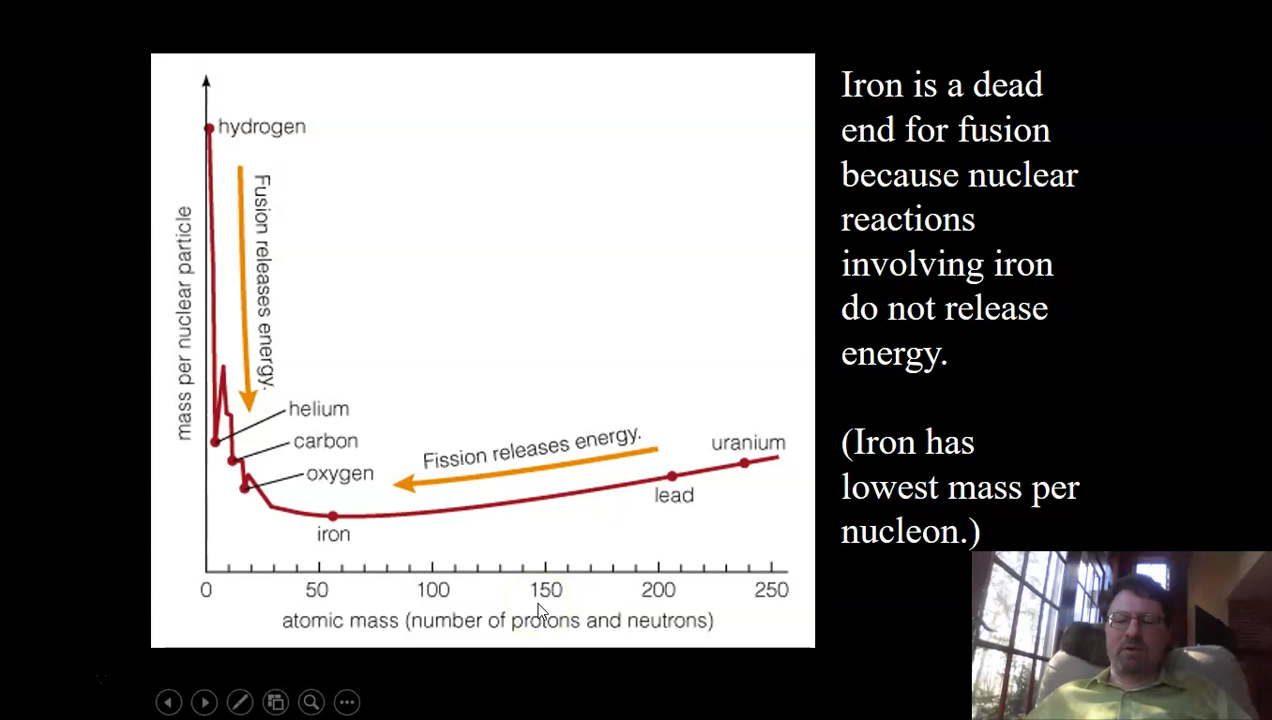 hydrogen
Fusion releases energy.
mass per nuclear particle
helium
carbon
oxygen
Fission releases energy.
uranium
lead
iron
0 50 100 150 200 250
atomic mass (number of protons and neutrons)
Iron is a dead
end for fusion
because nuclear
reactions
involving iron
do not release
energy.
(Iron has
lowest mass per
nucleon.)